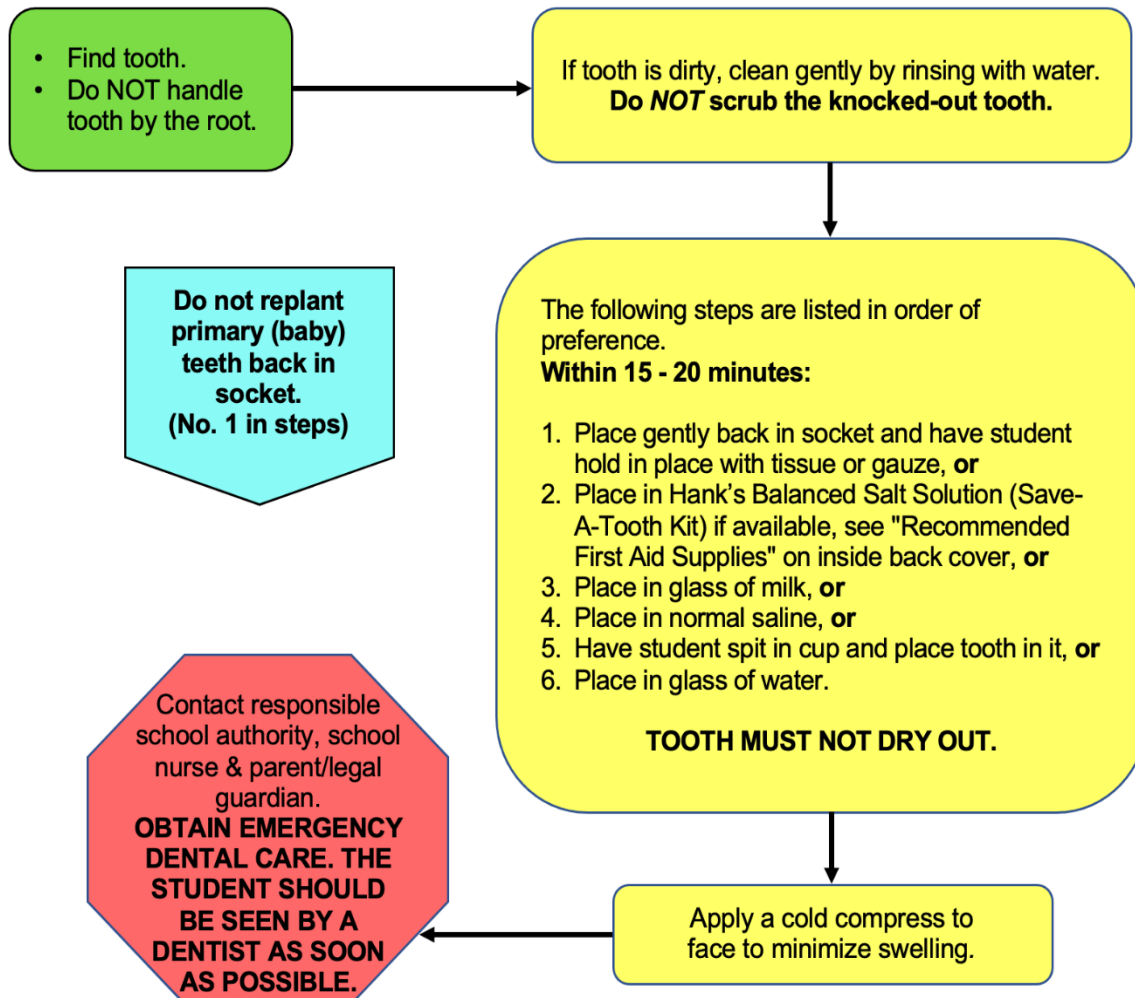 • Find tooth.
• Do NOT handle
tooth by the root.
If tooth is dirty, clean gently by rinsing with water.
Do NOT scrub the knocked-out tooth.
Do not replant
primary (baby)
teeth back in
socket.
(No. 1 in steps)
The following steps are listed in order of
preference.
Within 15 - 20 minutes:
1. Place gently back in socket and have student
hold in place with tissue or gauze, or
2. Place in Hank’s Balanced Salt Solution (Save-
A-Tooth Kit) if available, see "Recommended
First Aid Supplies" on inside back cover, or
3. Place in glass of milk, or
4. Place in normal saline, or
5. Have student spit in cup and place tooth in it, or
6. Place in glass of water.
TOOTH MUST NOT DRY OUT.
Apply a cold compress to
face to minimize swelling.
Contact responsible
school authority, school
nurse & parent/legal
guardian.
OBTAIN EMERGENCY
DENTAL CARE. THE
STUDENT SHOULD
BE SEEN BY A
DENTIST AS SOON
AS POSSIBLE.